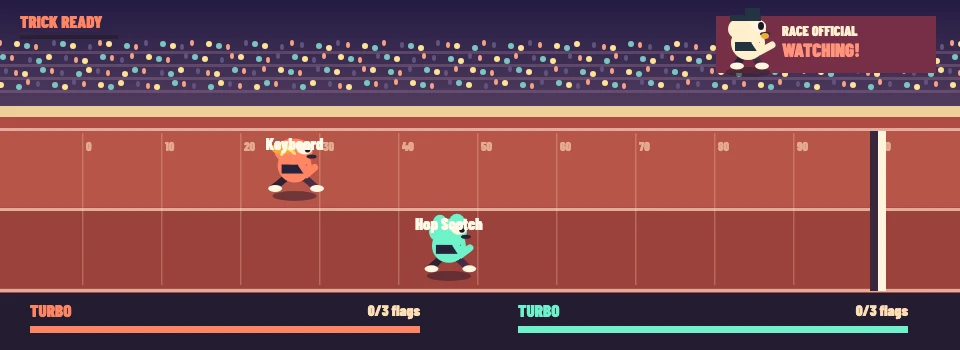 TRICK READY
RACE OFFICIAL
WATCHING!
0 10 20 30 40 50 60 70 80 90 0
Keyboard
Hop Scotch
TURBO 0/3 flags TURBO 0/3 flags